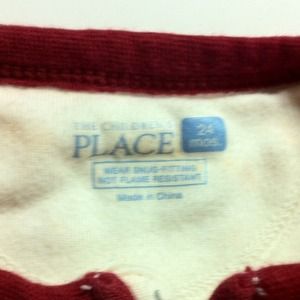 THE CHILDREN'S
PLACE
24
mos.
WEAR SNUG-FITTING
NOT FLAME RESISTANT
Made in China